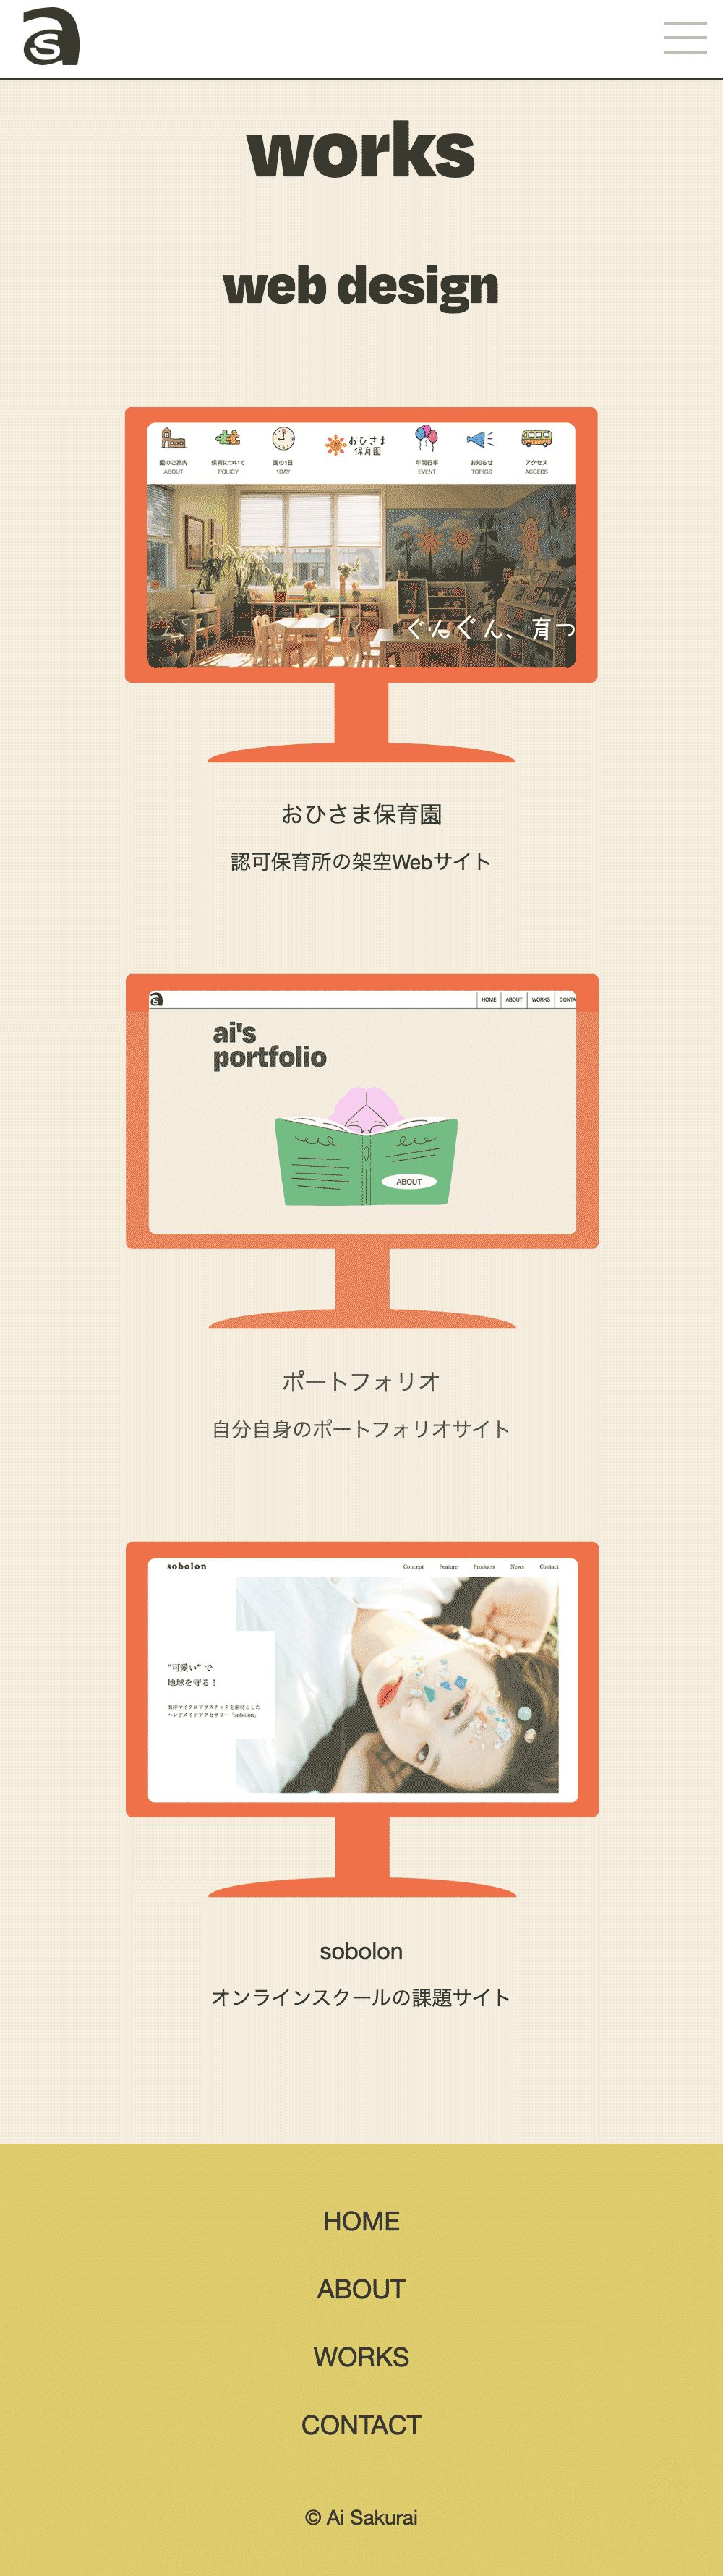 as
works
web design
園のご案内
ABOUT
保育について
POLICY
園の1日
1DAY
おひさま
保育園
年間行事
EVENT
お知らせ
TOPICS
アクセス
ACCESS
ぐんぐん、育つ
おひさま保育園
認可保育所の架空Webサイト
as
HOME
ABOUT
WORKS
CONTA
ai's
portfolio
ABOUT
ポートフォリオ
自分自身のポートフォリオサイト
sobolon
Concept
Feature
Products
News
Contact
“可愛い” で
地球を守る！
海洋マイクロプラスチックを素材とした
ハンドメイドアクセサリー「sobolon」
sobolon
オンラインスクールの課題サイト
HOME
ABOUT
WORKS
CONTACT
© Ai Sakurai